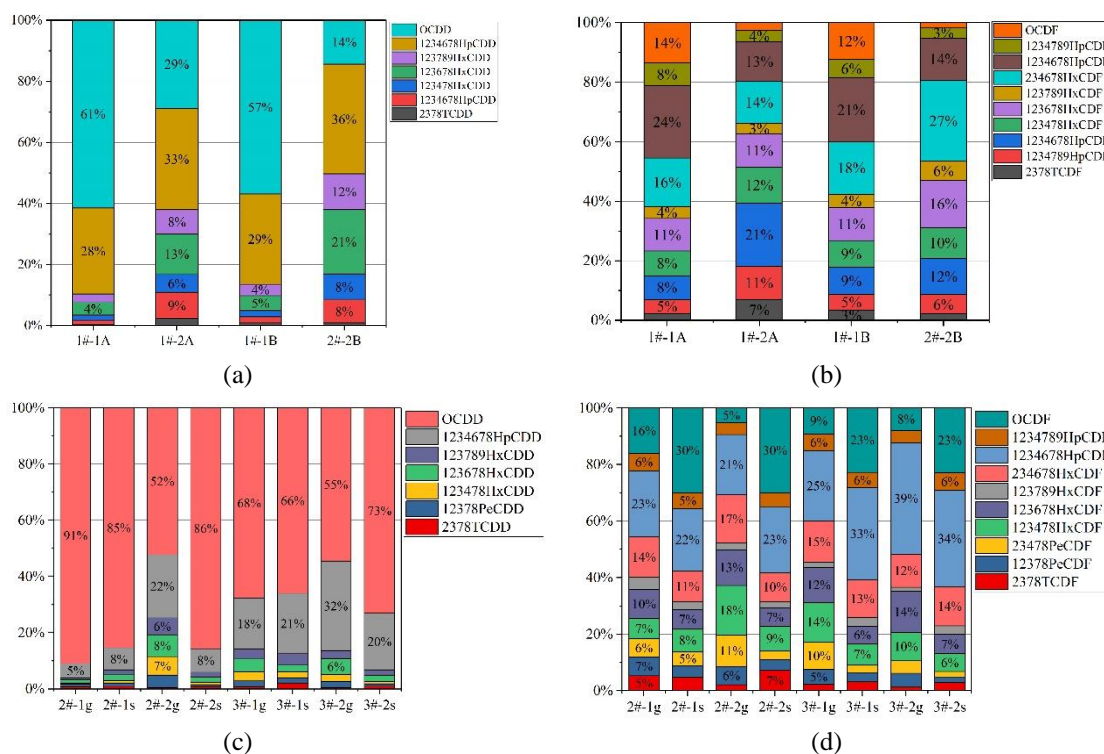 100%
80%
60%
40%
20%
0%
61%
28%
4%
29%
33%
8%
13%
6%
9%
57%
29%
4%
5%
14%
36%
12%
21%
8%
8%
OCDD
1234678HpCDD
123789HxCDD
123678HxCDD
123478HxCDD
1234678HpCDD
2378TCDD
1#-1A
1#-2A
1#-1B
2#-2B
(a)
100%
80%
60%
40%
20%
0%
14%
8%
24%
16%
4%
11%
8%
8%
5%
4%
13%
14%
3%
11%
12%
21%
11%
7%
12%
6%
21%
18%
4%
11%
9%
9%
5%
3%
3%
14%
27%
6%
16%
10%
12%
6%
OCDF
1234789HpCDF
1234678HpCDF
234678HxCDF
123789HxCDF
123678HxCDF
123478HxCDF
1234678HpCDF
1234789HpCDF
2378TCDF
1#-1A
1#-2A
1#-1B
2#-2B
(b)
100%
80%
60%
40%
20%
0%
91%
5%
85%
8%
52%
22%
6%
8%
7%
86%
8%
68%
18%
66%
21%
55%
32%
6%
73%
20%
OCDD
1234678HpCDD
123789HxCDD
123678HxCDD
123478HxCDD
12378PeCDD
2378TCDD
2#-1g
2#-1s
2#-2g
2#-2s
3#-1g
3#-1s
3#-2g
3#-2s
(c)
100%
80%
60%
40%
20%
0%
16%
6%
23%
14%
10%
7%
6%
7%
5%
30%
5%
22%
11%
7%
8%
5%
5%
21%
17%
13%
18%
11%
6%
30%
23%
10%
7%
9%
7%
9%
6%
25%
15%
12%
14%
10%
5%
23%
6%
33%
13%
6%
7%
8%
39%
12%
14%
10%
23%
6%
34%
14%
7%
6%
OCDF
1234789HpCDF
1234678HpCDF
234678HxCDF
123789HxCDF
123678HxCDF
123478HxCDF
23478PeCDF
12378PeCDF
2378TCDF
2#-1g
2#-1s
2#-2g
2#-2s
3#-1g
3#-1s
3#-2g
3#-2s
(d)